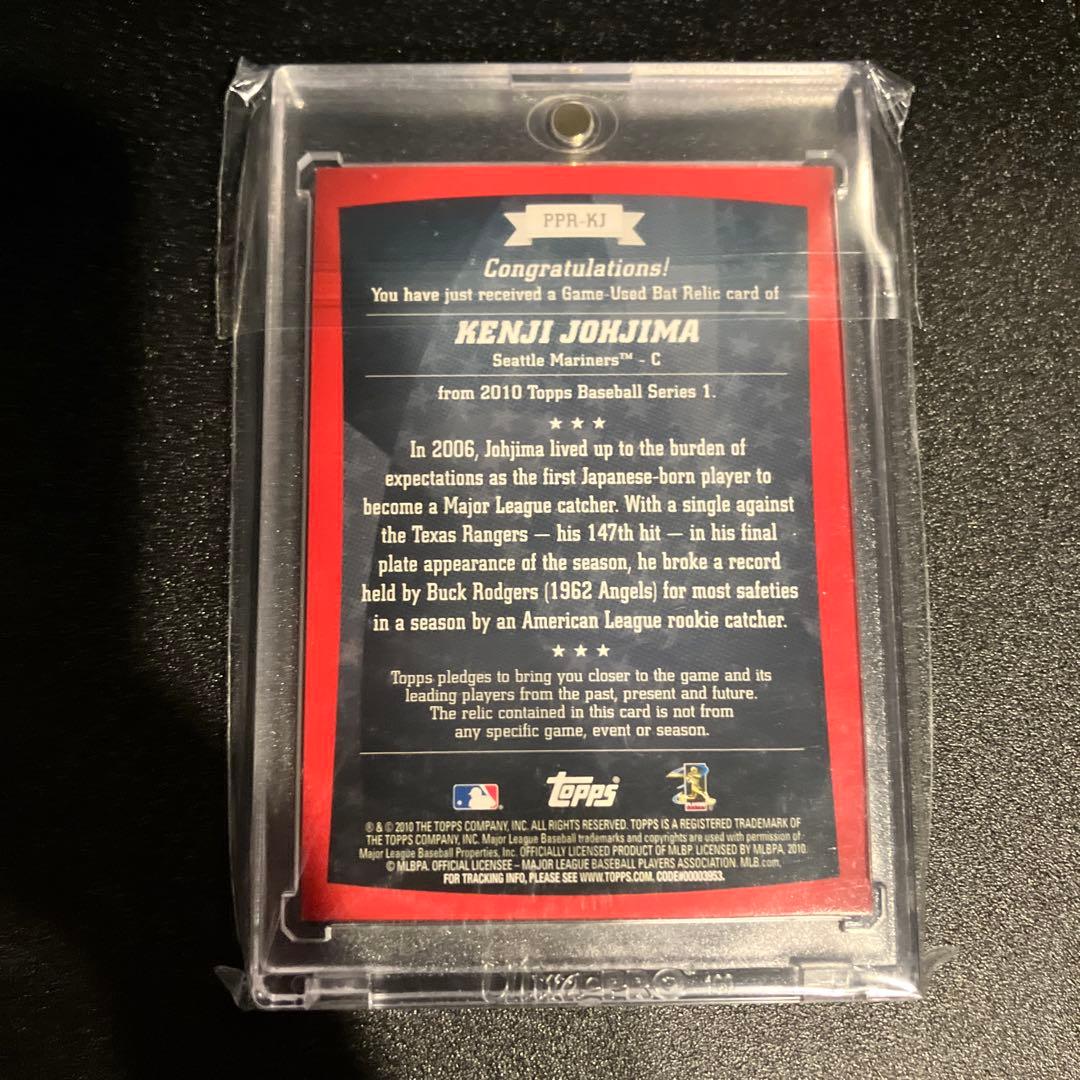 PPR-KJ
Congratulations!
You have just received a Game-Used Bat Relic card of
KENJI JOHJIMA
Seattle Mariners™ - C
from 2010 Topps Baseball Series 1.
★ ★ ★
In 2006, Johjima lived up to the burden of
expectations as the first Japanese-born player to
become a Major League catcher. With a single against
the Texas Rangers — his 147th hit — in his final
plate appearance of the season, he broke a record
held by Buck Rodgers (1962 Angels) for most safeties
in a season by an American League rookie catcher.
★ ★ ★
Topps pledges to bring you closer to the game and its
leading players from the past, present and future.
The relic contained in this card is not from
any specific game, event or season.
Topps®
® & © 2010 THE TOPPS COMPANY, INC. ALL RIGHTS RESERVED. TOPPS IS A REGISTERED TRADEMARK OF
THE TOPPS COMPANY, INC. Major League Baseball trademarks and copyrights are used with permission of
Major League Baseball Properties, Inc. OFFICIALLY LICENSED PRODUCT OF MLBP. LICENSED BY MLBPA, 2010.
© MLBPA. OFFICIAL LICENSEE – MAJOR LEAGUE BASEBALL PLAYERS ASSOCIATION. MLB.com.
FOR TRACKING INFO, PLEASE SEE WWW.TOPPS.COM. CODE#00003953.